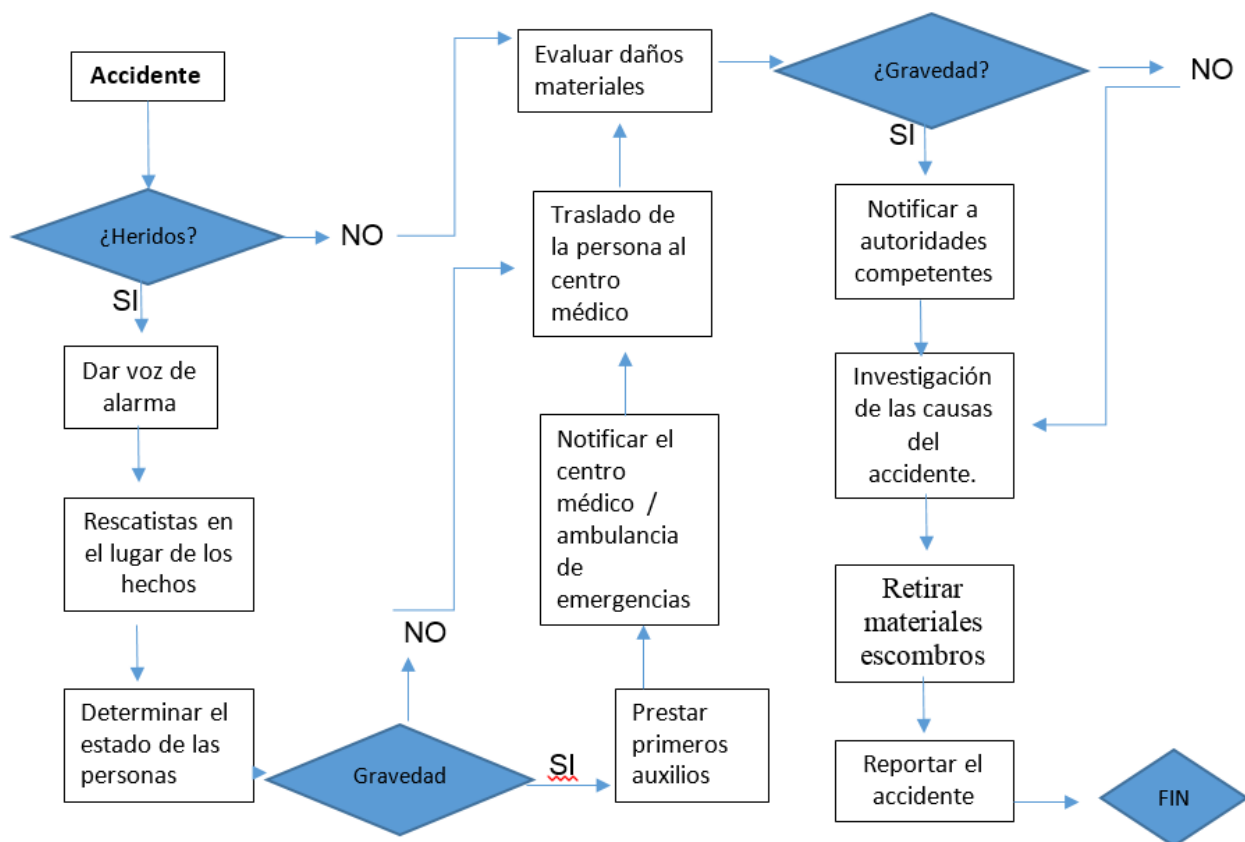 Accidente
¿Heridos?
NO
SI
Dar voz de
alarma
Rescatistas en
el lugar de los
hechos
Determinar el
estado de las
personas
Gravedad
NO
SI
Prestar
primeros
auxilios
Notificar el
centro
médico /
ambulancia
de
emergencias
Traslado de
la persona al
centro
médico
Evaluar daños
materiales
¿Gravedad?
NO
SI
Notificar a
autoridades
competentes
Investigación
de las causas
del
accidente.
Retirar
materiales
escombros
Reportar el
accidente
FIN